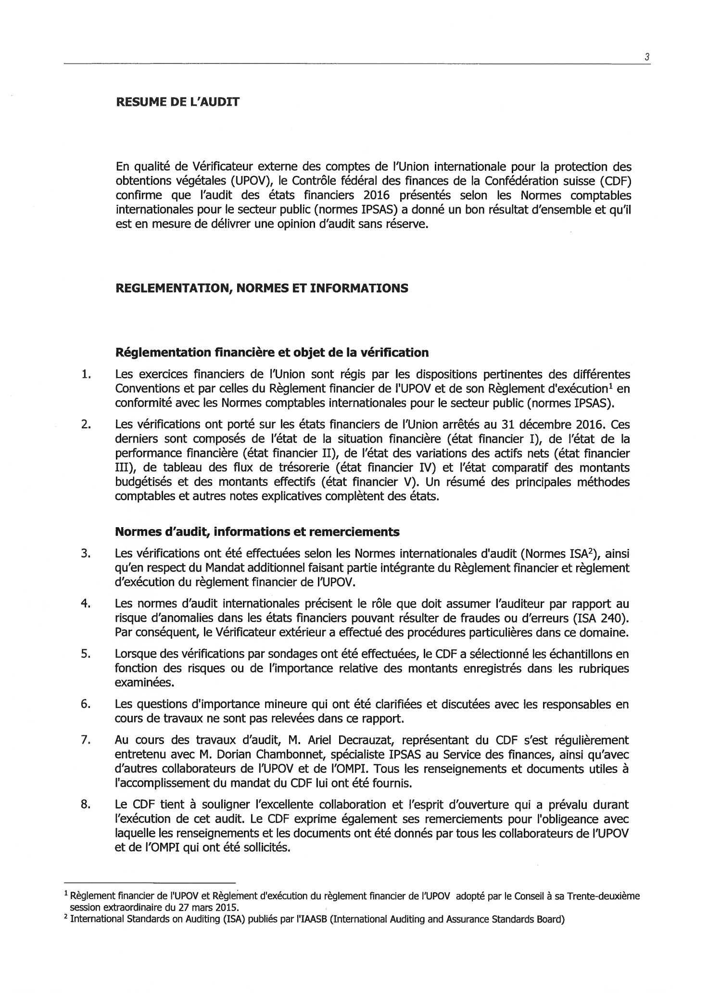 3
RESUME DE L'AUDIT
En qualité de Vérificateur externe des comptes de l'Union internationale pour la protection des
obtentions végétales (UPOV), le Contrôle fédéral des finances de la Confédération suisse (CDF)
confirme que l'audit des états financiers 2016 présentés selon les Normes comptables
internationales pour le secteur public (normes IPSAS) a donné un bon résultat d'ensemble et qu'il
est en mesure de délivrer une opinion d'audit sans réserve.
REGLEMENTATION, NORMES ET INFORMATIONS
Réglementation financière et objet de la vérification
1. Les exercices financiers de l'Union sont régis par les dispositions pertinentes des différentes
Conventions et par celles du Règlement financier de l'UPOV et de son Règlement d'exécution¹ en
conformité avec les Normes comptables internationales pour le secteur public (normes IPSAS).
2. Les vérifications ont porté sur les états financiers de l'Union arrêtés au 31 décembre 2016. Ces
derniers sont composés de l'état de la situation financière (état financier I), de l'état de la
performance financière (état financier II), de l'état des variations des actifs nets (état financier
III), de tableau des flux de trésorerie (état financier IV) et l'état comparatif des montants
budgétisés et des montants effectifs (état financier V). Un résumé des principales méthodes
comptables et autres notes explicatives complètent des états.
Normes d'audit, informations et remerciements
3. Les vérifications ont été effectuées selon les Normes internationales d'audit (Normes ISA²), ainsi
qu'en respect du Mandat additionnel faisant partie intégrante du Règlement financier et règlement
d'exécution du règlement financier de l'UPOV.
4. Les normes d'audit internationales précisent le rôle que doit assumer l'auditeur par rapport au
risque d'anomalies dans les états financiers pouvant résulter de fraudes ou d'erreurs (ISA 240).
Par conséquent, le Vérificateur extérieur a effectué des procédures particulières dans ce domaine.
5. Lorsque des vérifications par sondages ont été effectuées, le CDF a sélectionné les échantillons en
fonction des risques ou de l'importance relative des montants enregistrés dans les rubriques
examinées.
6. Les questions d'importance mineure qui ont été clarifiées et discutées avec les responsables en
cours de travaux ne sont pas relevées dans ce rapport.
7. Au cours des travaux d'audit, M. Ariel Decrauzat, représentant du CDF s'est régulièrement
entretenu avec M. Dorian Chambonnet, spécialiste IPSAS au Service des finances, ainsi qu'avec
d'autres collaborateurs de l'UPOV et de l'OMPI. Tous les renseignements et documents utiles à
l'accomplissement du mandat du CDF lui ont été fournis.
8. Le CDF tient à souligner l'excellente collaboration et l'esprit d'ouverture qui a prévalu durant
l'exécution de cet audit. Le CDF exprime également ses remerciements pour l'obligeance avec
laquelle les renseignements et les documents ont été donnés par tous les collaborateurs de l'UPOV
et de l'OMPI qui ont été sollicités.
¹ Règlement financier de l'UPOV et Règlement d'exécution du règlement financier de l'UPOV adopté par le Conseil à sa Trente-deuxième
session extraordinaire du 27 mars 2015.
² International Standards on Auditing (ISA) publiés par l'IAASB (International Auditing and Assurance Standards Board)